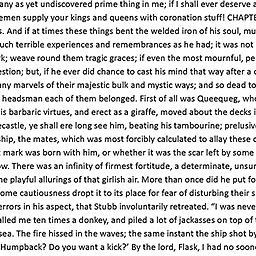 any as yet undiscovered prime thing in me; if I shall ever deserve a
emen supply your kings and queens with coronation stuff! CHAPTE
s. And if at times these things bent the welded iron of his soul, mu
uch terrible experiences and remembrances as he had; it was not
k; weave round them tragic graces; if even the most mournful, pe
estion; but, if he ever did chance to cast his mind that way after a c
ny marvels of their majestic bulk and mystic ways; and so dead to
headsman each of them belonged. First of all was Queequeg, whe
is barbaric virtues, and erect as a giraffe, moved about the decks i
ecastle, ye shall ere long see him, beating his tambourine; prelusive
ship, the mates, which was most forcibly calculated to allay these c
t mark was born with him, or whether it was the scar left by some
ow. There was an infinity of firmest fortitude, a determinate, unsur
ne playful allurings of that girlish air. More than once did he put fo
ome cautiousness dropt it to its place for fear of disturbing their s
errors in his aspect, that Stubb involuntarily retreated. “I was neve
alled me ten times a donkey, and piled a lot of jackasses on top of t
sea. The fire hissed in the waves; the same instant the ship shot by
Humpback? Do you want a kick?’ By the lord, Flask, I had no soone